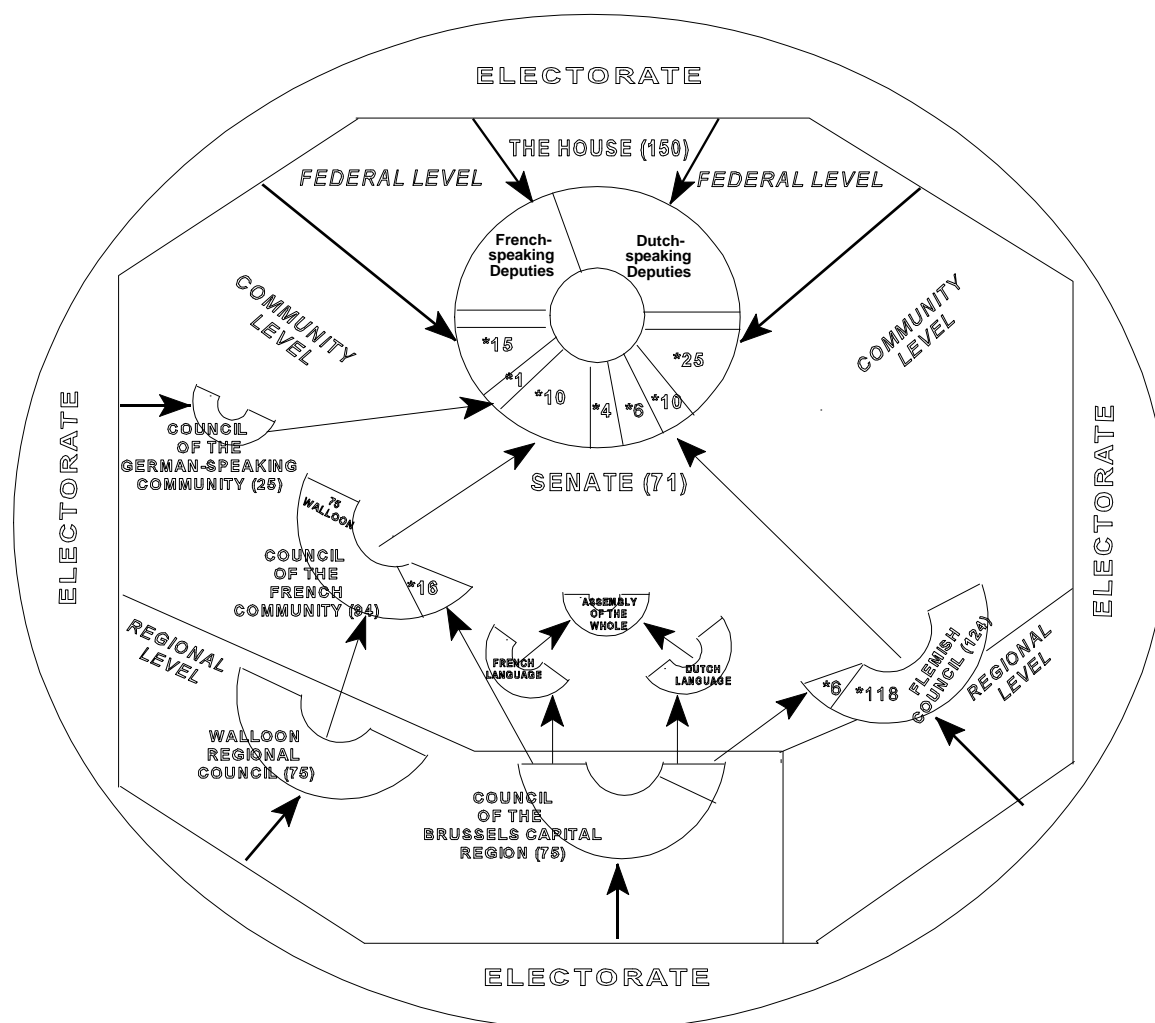 ELECTORATE
THE HOUSE (150)
FEDERAL LEVEL
FEDERAL LEVEL
French-
speaking
Deputies
Dutch-
speaking
Deputies
COMMUNITY
LEVEL
COMMUNITY
LEVEL
*15
*1
*10
*4
*6
*10
*25
SENATE (71)
ELECTORATE
ELECTORATE
COUNCIL
OF THE
GERMAN-SPEAKING
COMMUNITY (25)
75
WALLOON
COUNCIL
OF THE
FRENCH
COMMUNITY (94)
*16
ASSEMBLY
OF THE
WHOLE
FRENCH
LANGUAGE
DUTCH
LANGUAGE
*6
*118
FLEMISH
COUNCIL (124)
REGIONAL
LEVEL
REGIONAL
LEVEL
WALLOON
REGIONAL
COUNCIL (75)
COUNCIL
OF THE
BRUSSELS CAPITAL
REGION (75)
ELECTORATE